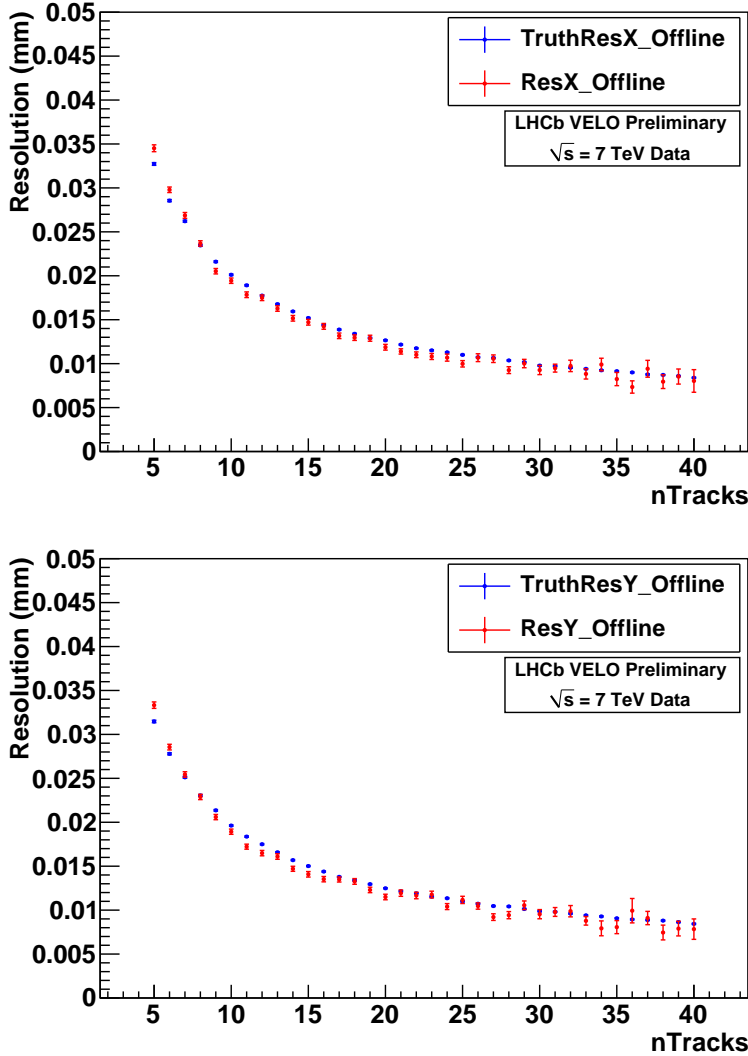 0.05
TruthResX_Offline
0.045
ResX_Offline
0.04
LHCb VELO Preliminary
0.035
√s = 7 TeV Data
0.03
0.025
0.02
0.015
0.01
0.005
0
Resolution (mm)
5 10 15 20 25 30 35 40
nTracks
0.05
TruthResY_Offline
0.045
ResY_Offline
0.04
LHCb VELO Preliminary
0.035
√s = 7 TeV Data
0.03
0.025
0.02
0.015
0.01
0.005
0
Resolution (mm)
5 10 15 20 25 30 35 40
nTracks